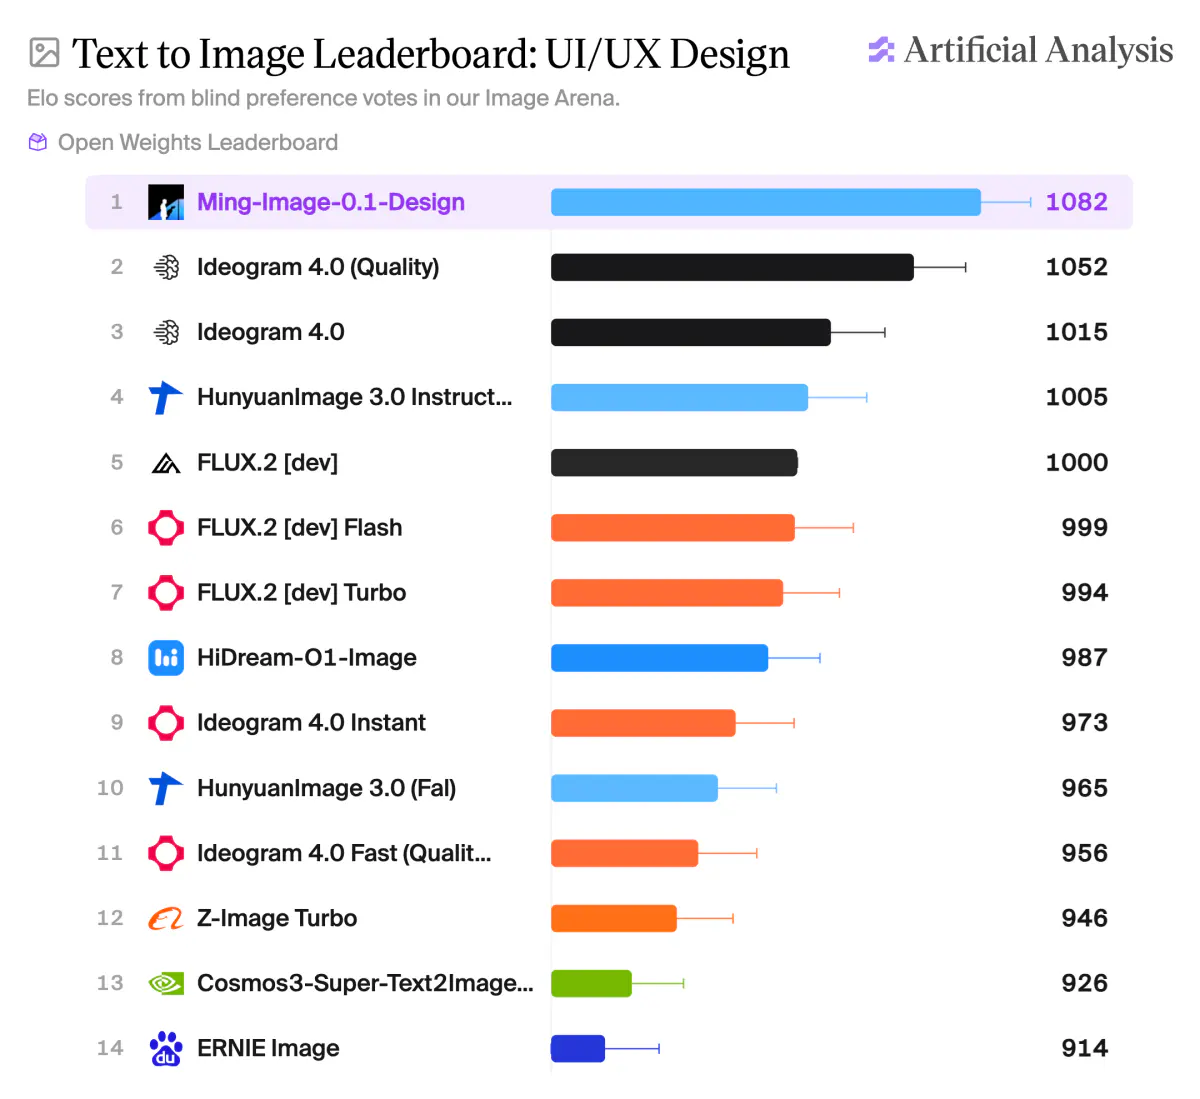 Text to Image Leaderboard: UI/UX Design
Artificial Analysis
Elo scores from blind preference votes in our Image Arena.
Open Weights Leaderboard
1 Ming-Image-0.1-Design 1082
2 Ideogram 4.0 (Quality) 1052
3 Ideogram 4.0 1015
4 HunyuanImage 3.0 Instruct... 1005
5 FLUX.2 [dev] 1000
6 FLUX.2 [dev] Flash 999
7 FLUX.2 [dev] Turbo 994
8 HiDream-O1-Image 987
9 Ideogram 4.0 Instant 973
10 HunyuanImage 3.0 (Fal) 965
11 Ideogram 4.0 Fast (Qualit... 956
12 Z-Image Turbo 946
13 Cosmos3-Super-Text2Image... 926
14 du ERNIE Image 914